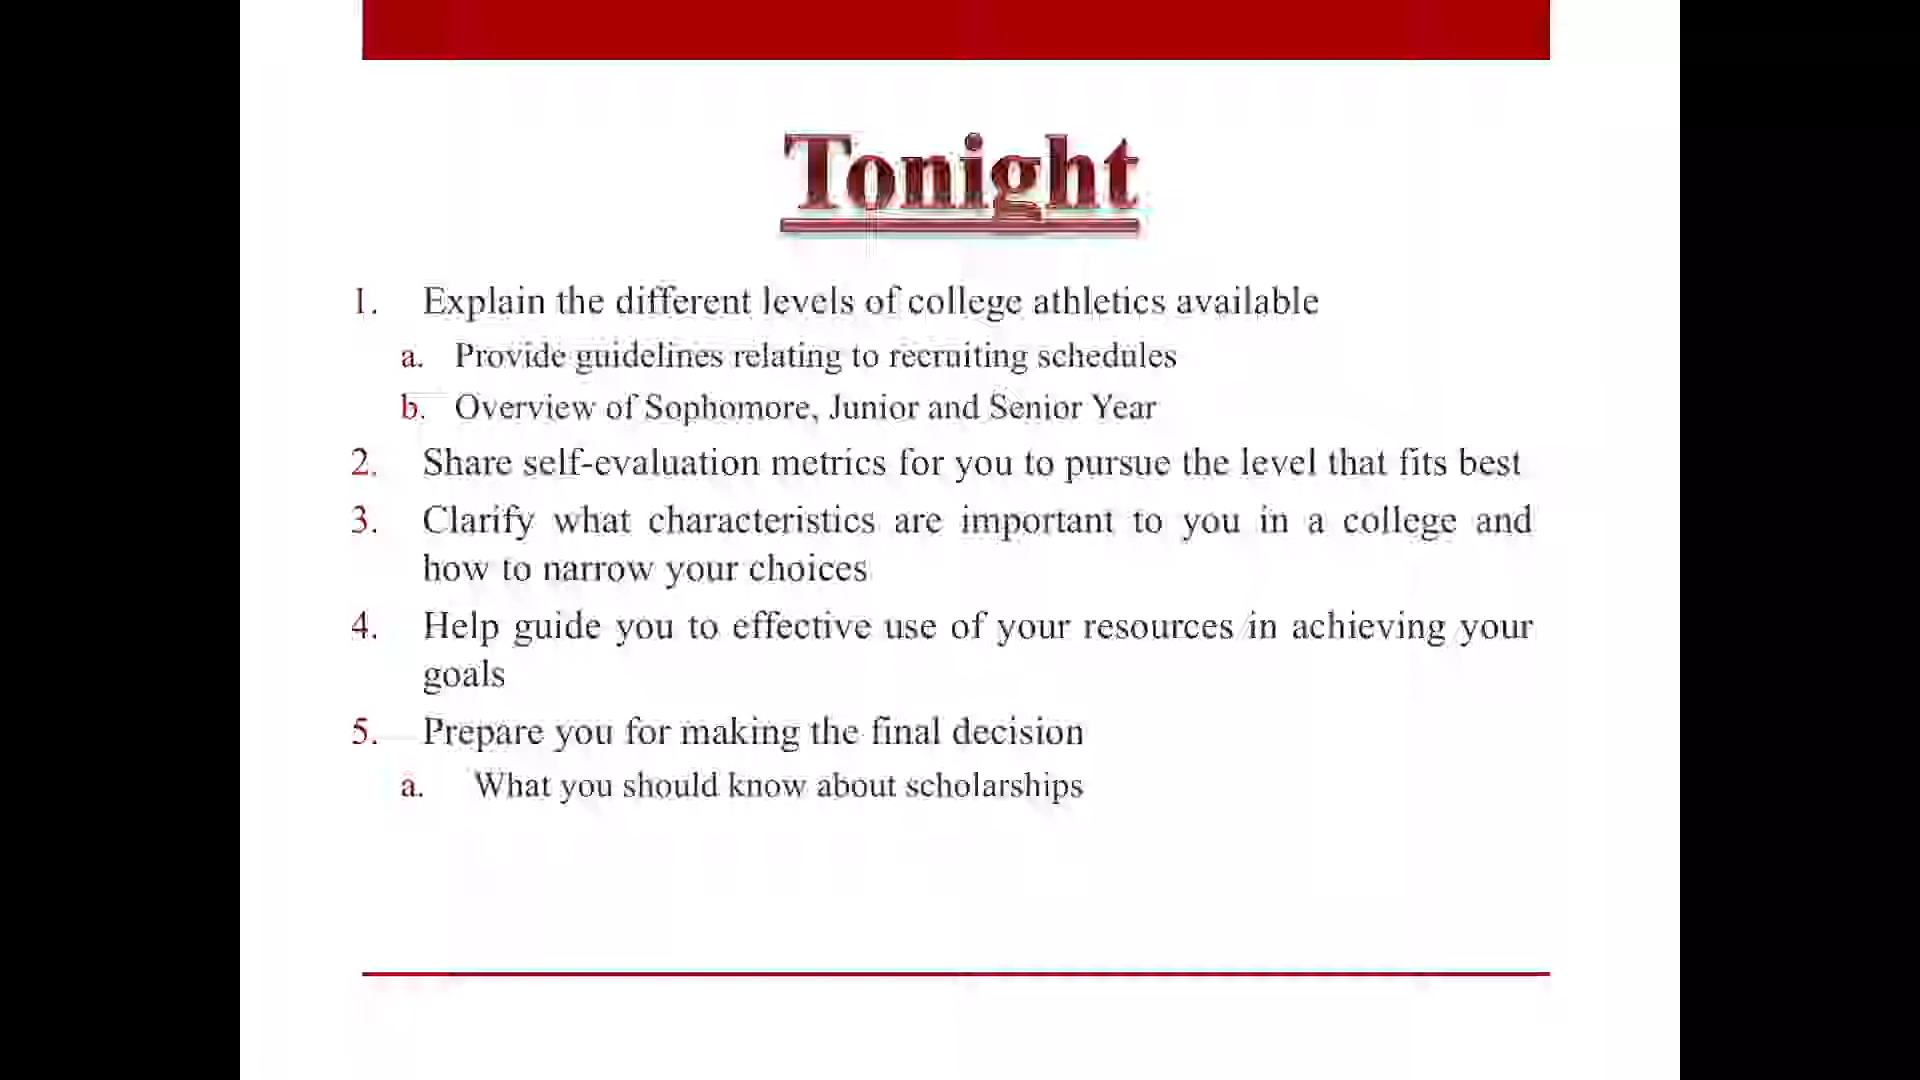 Tonight
1. Explain the different levels of college athletics available
a. Provide guidelines relating to recruiting schedules
b. Overview of Sophomore, Junior and Senior Year
2. Share self-evaluation metrics for you to pursue the level that fits best
3. Clarify what characteristics are important to you in a college and
how to narrow your choices
4. Help guide you to effective use of your resources in achieving your
goals
5. Prepare you for making the final decision
a. What you should know about scholarships